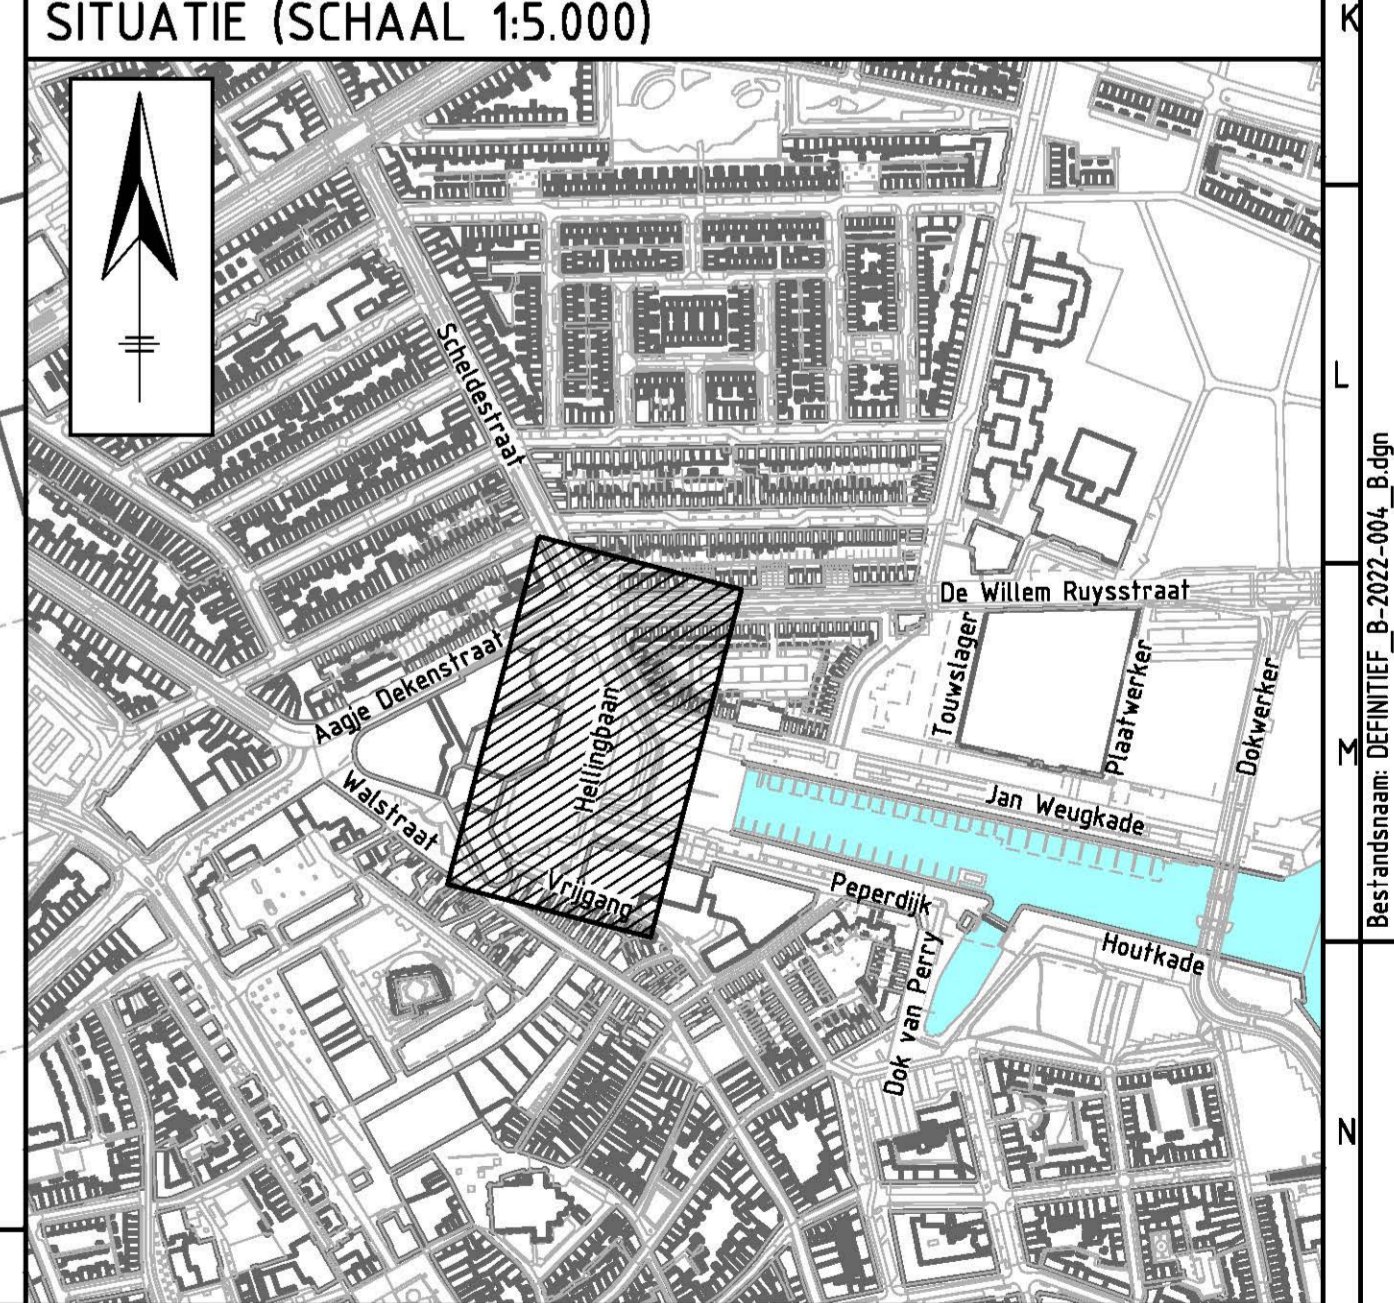 SITUATIE (SCHAAL 1:5.000)
K
Scheldestraat
L
Bestandsnaam: DEFINITIEF_B-2022-004_B.dgn
De Willem Ruysstraat
Aagje Dekenstraat
Touwslager
Plaatwerker
Dokwerker
Hellingbaan
M
Walstraat
Jan Weugkade
Vrijgang
Peperdijk
Houtkade
Dok van Perry
N